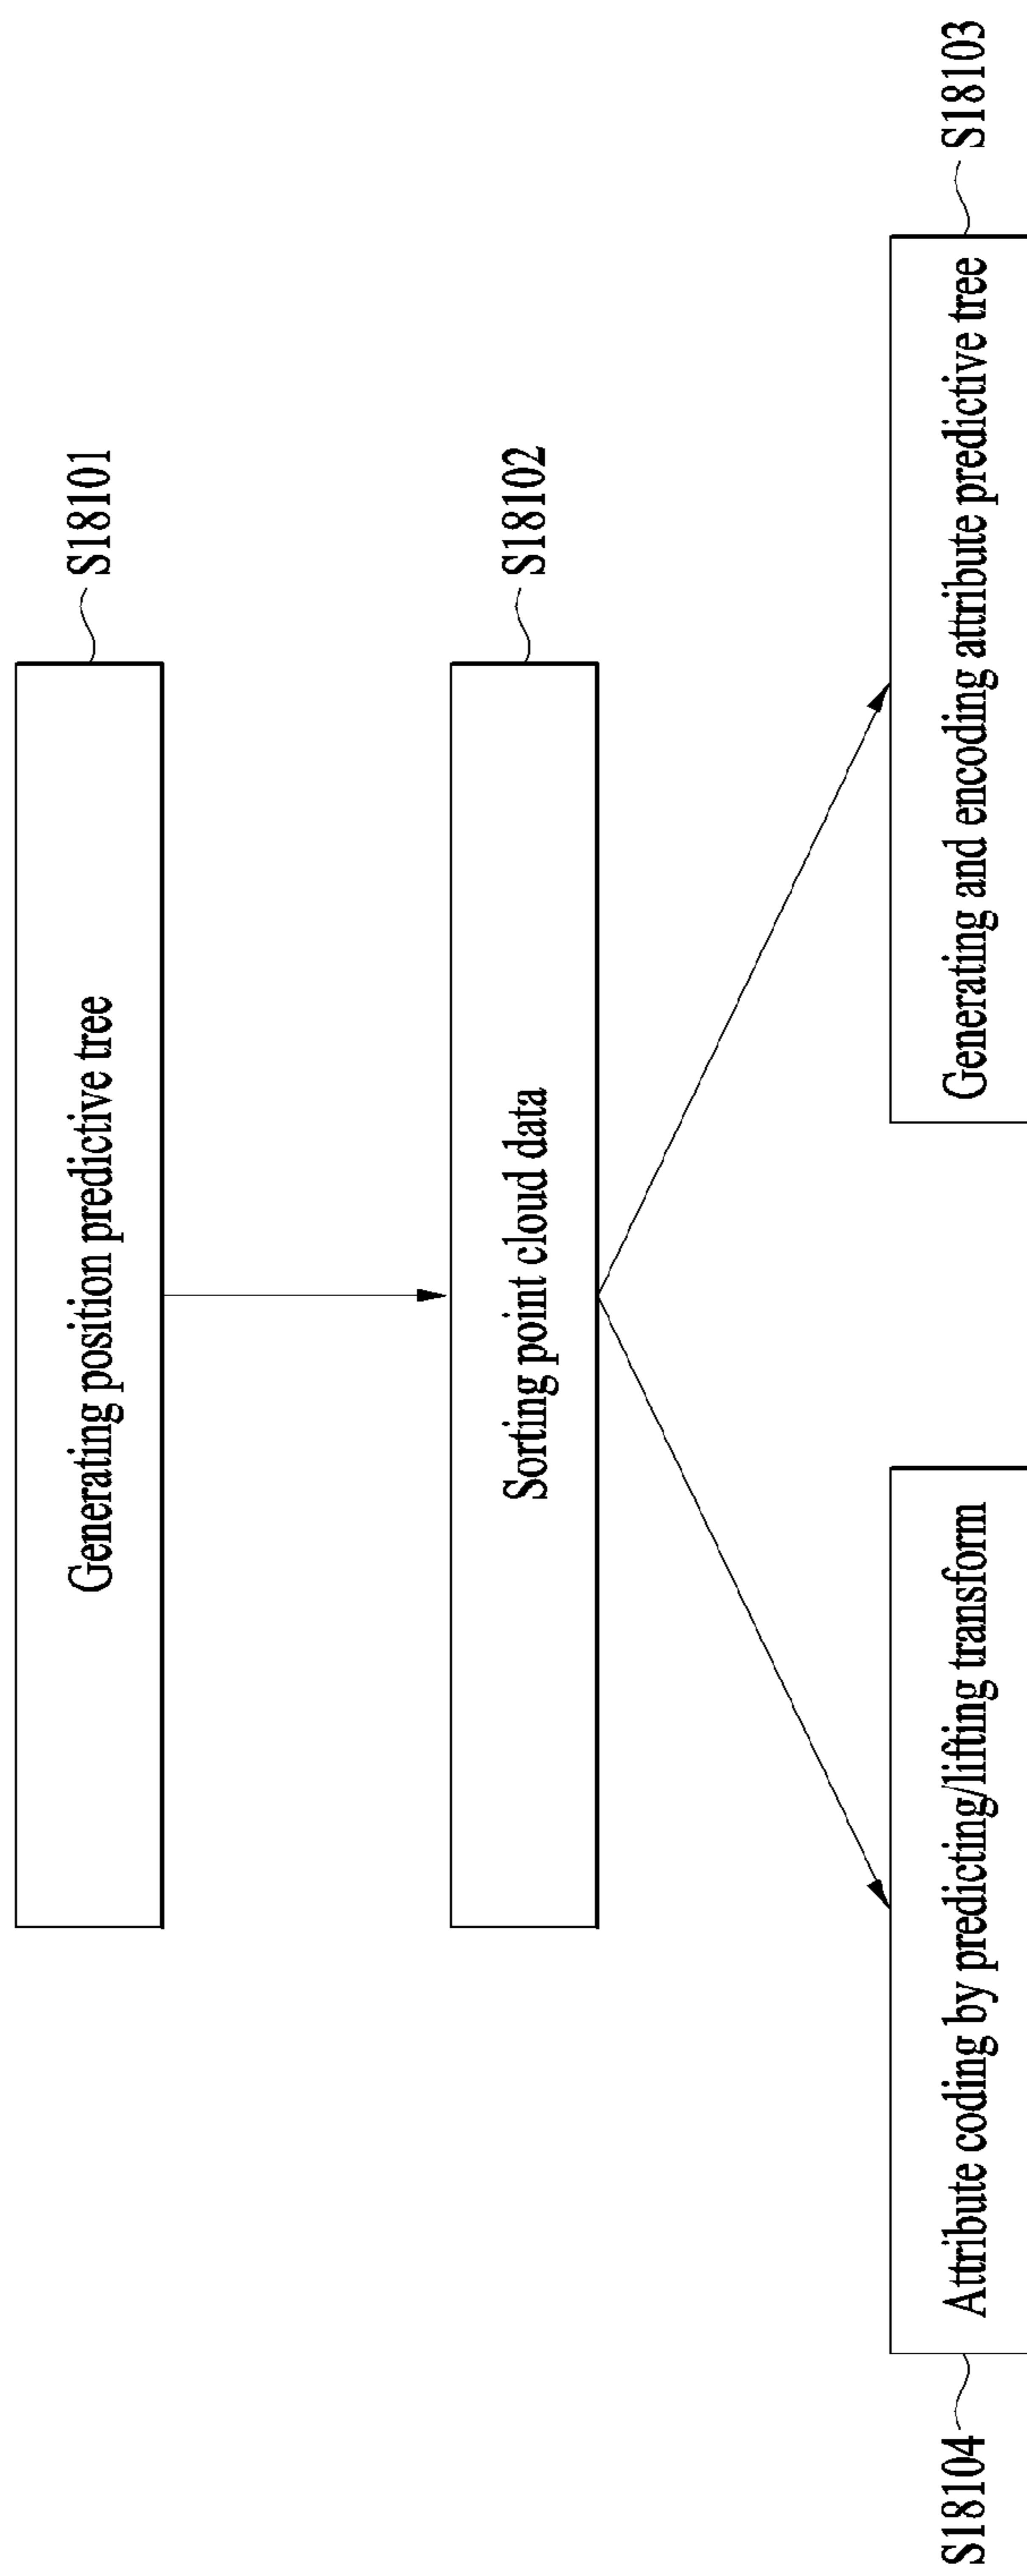 Generating position predictive tree
S18101
Sorting point cloud data
S18102
Attribute coding by predicting/lifting transform
S18104
Generating and encoding attribute predictive tree
S18103